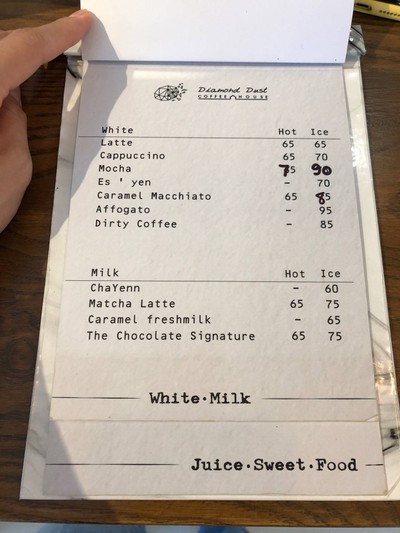 Diamond Dust
COFFEE HOUSE
White Hot Ice
Latte 65 65
Cappuccino 65 70
Mocha 75 90
Es ' yen - 70
Caramel Macchiato 65 85
Affogato - 95
Dirty Coffee - 85
Milk Hot Ice
ChaYenn - 60
Matcha Latte 65 75
Caramel freshmilk - 65
The Chocolate Signature 65 75
White·Milk
Juice·Sweet·Food